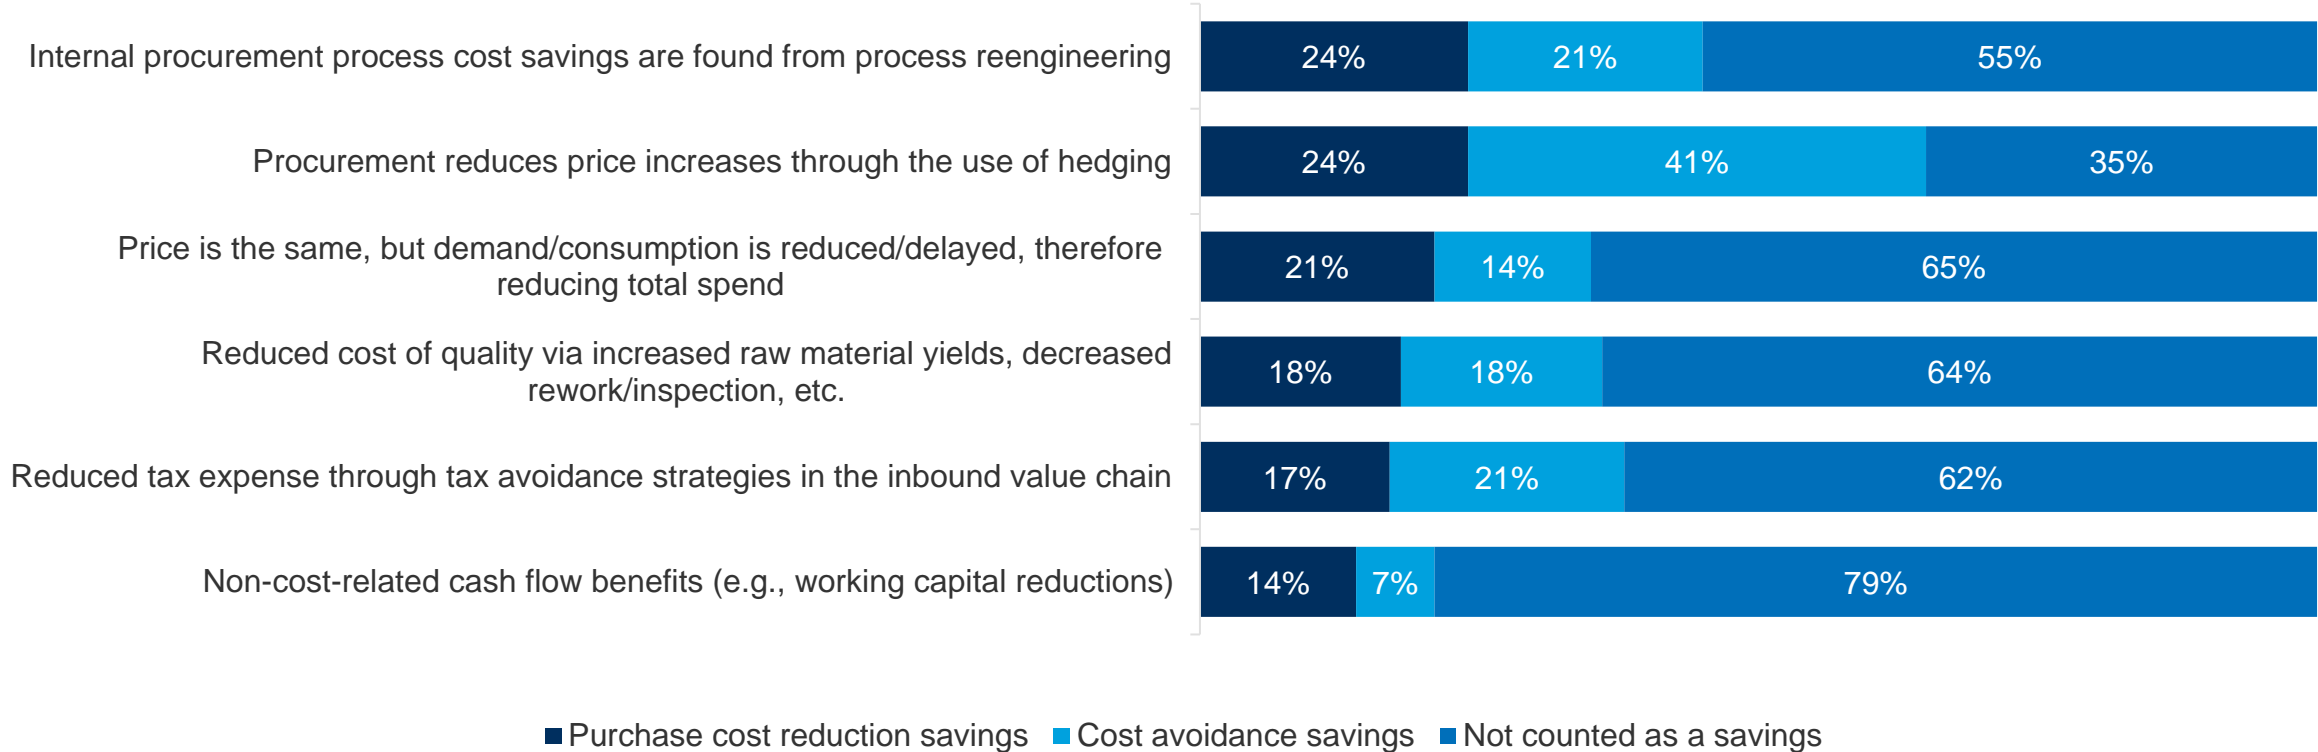 Internal procurement process cost savings are found from process reengineering
24%
21%
55%
Procurement reduces price increases through the use of hedging
24%
41%
35%
Price is the same, but demand/consumption is reduced/delayed, therefore
reducing total spend
21%
14%
65%
Reduced cost of quality via increased raw material yields, decreased
rework/inspection, etc.
18%
18%
64%
Reduced tax expense through tax avoidance strategies in the inbound value chain
17%
21%
62%
Non-cost-related cash flow benefits (e.g., working capital reductions)
14%
7%
79%
Purchase cost reduction savings
Cost avoidance savings
Not counted as a savings